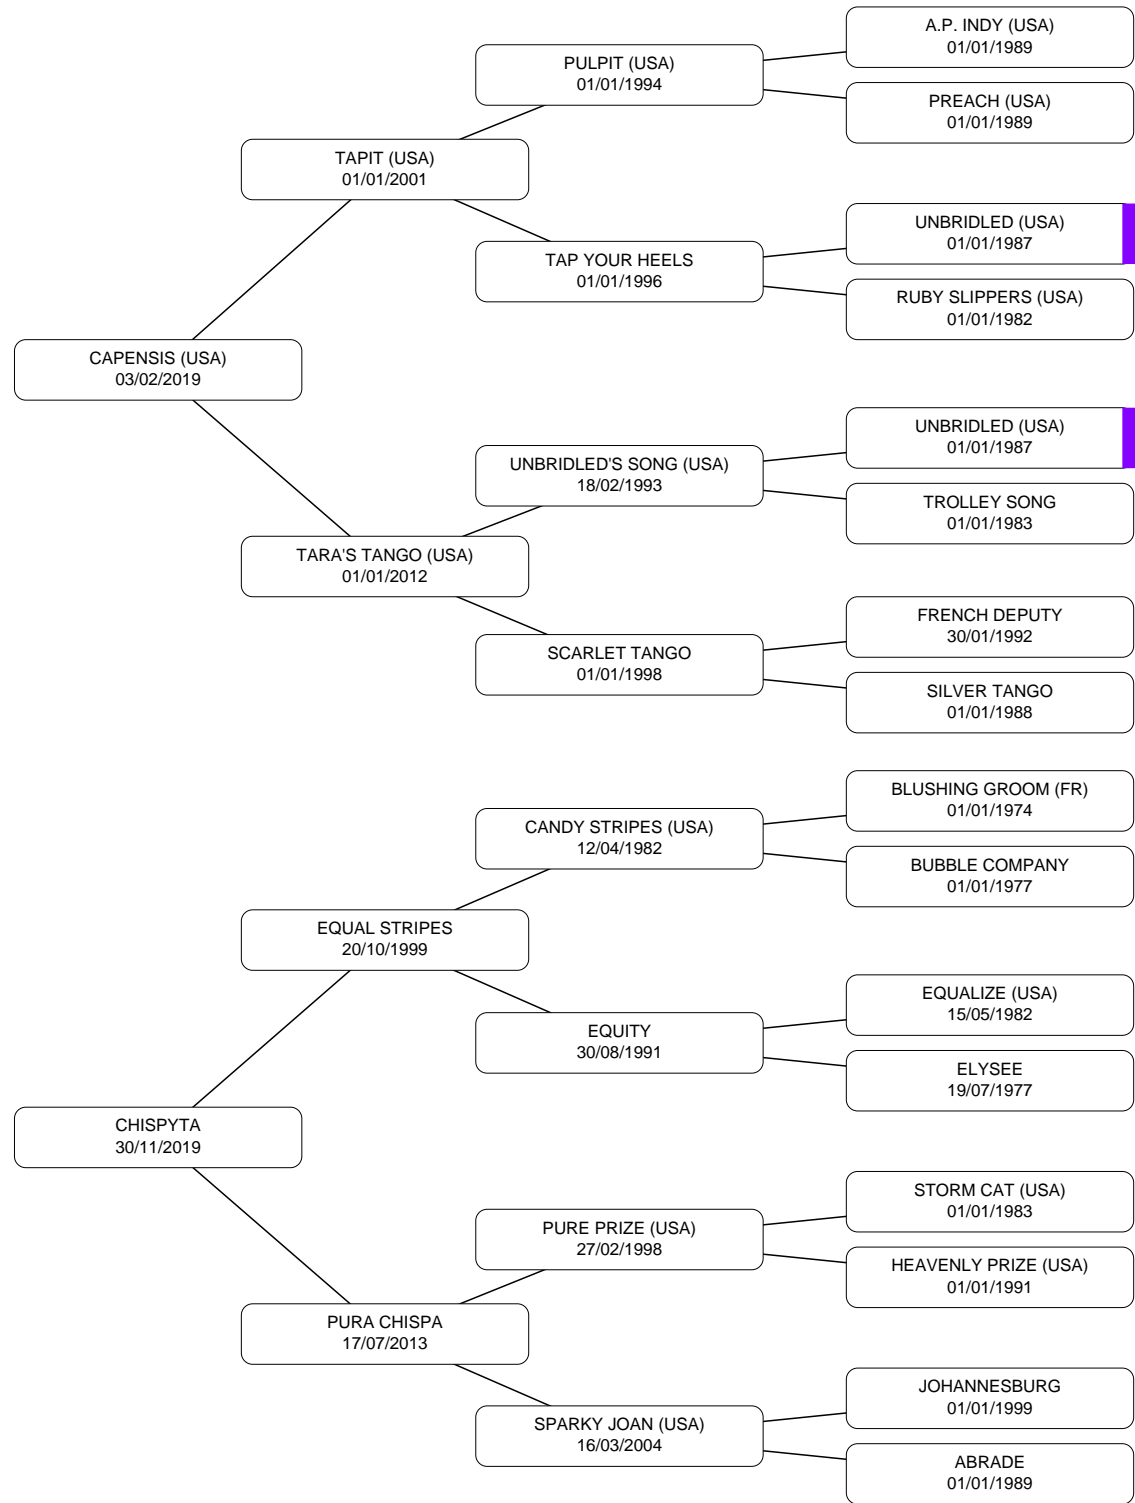 A.P. INDY (USA)
01/01/1989
PULPIT (USA)
01/01/1994
PREACH (USA)
01/01/1989
TAPIT (USA)
01/01/2001
UNBRIDLED (USA)
01/01/1987
TAP YOUR HEELS
01/01/1996
RUBY SLIPPERS (USA)
01/01/1982
CAPENSIS (USA)
03/02/2019
UNBRIDLED (USA)
01/01/1987
UNBRIDLED'S SONG (USA)
18/02/1993
TROLLEY SONG
01/01/1983
TARA'S TANGO (USA)
01/01/2012
FRENCH DEPUTY
30/01/1992
SCARLET TANGO
01/01/1998
SILVER TANGO
01/01/1988
BLUSHING GROOM (FR)
01/01/1974
CANDY STRIPES (USA)
12/04/1982
BUBBLE COMPANY
01/01/1977
EQUAL STRIPES
20/10/1999
EQUALIZE (USA)
15/05/1982
EQUITY
30/08/1991
ELYSEE
19/07/1977
CHISPYTA
30/11/2019
STORM CAT (USA)
01/01/1983
PURE PRIZE (USA)
27/02/1998
HEAVENLY PRIZE (USA)
01/01/1991
PURA CHISPA
17/07/2013
JOHANNESBURG
01/01/1999
SPARKY JOAN (USA)
16/03/2004
ABRADE
01/01/1989